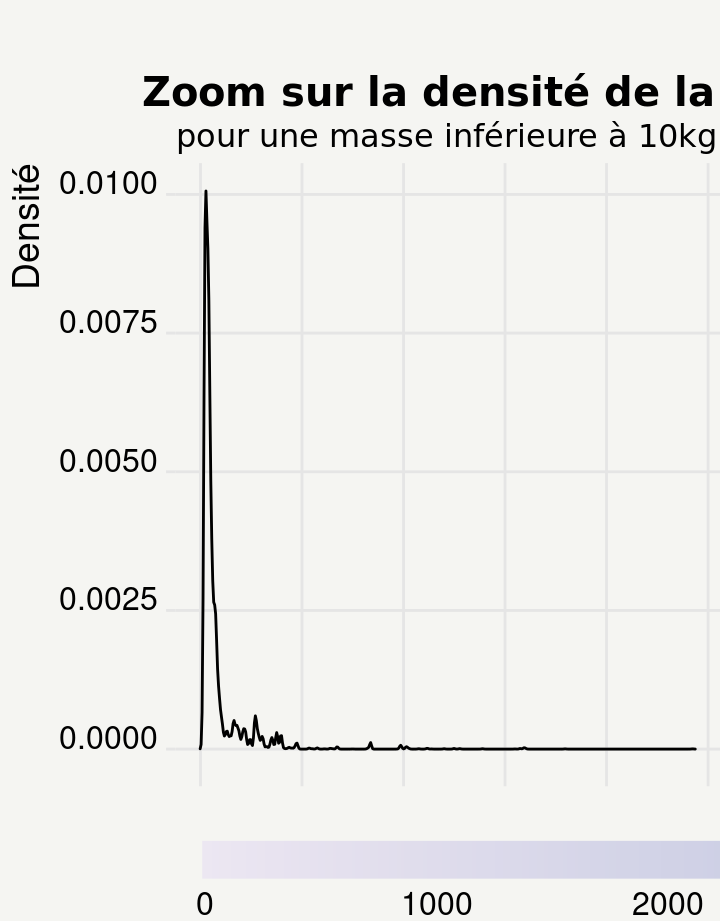 Zoom sur la densité de la
pour une masse inférieure à 10kg
Densité
0.0100
0.0075
0.0050
0.0025
0.0000
0 1000 2000